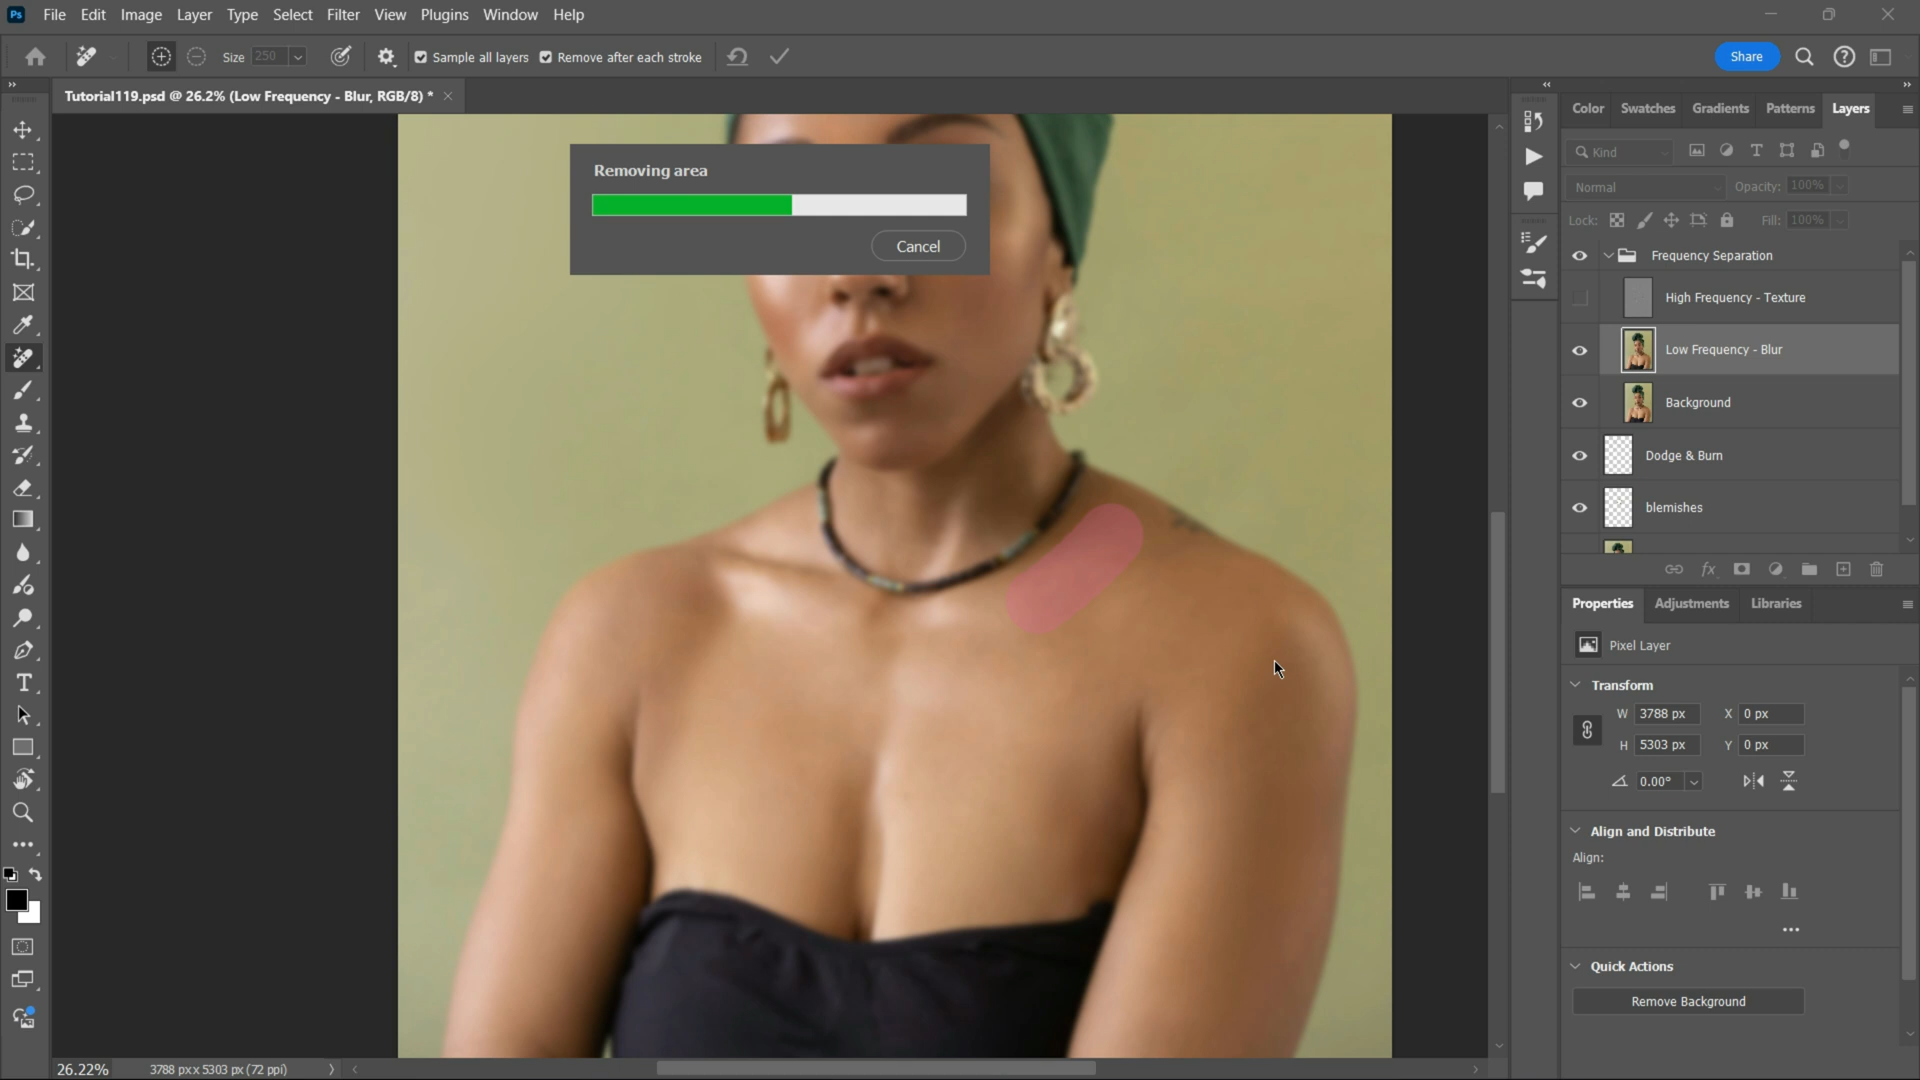 Ps File Edit Image Layer Type Select Filter View Plugins Window Help
Size 250 Sample all layers Remove after each stroke Share
Tutorial119.psd @ 26.2% (Low Frequency - Blur, RGB/8) *
Color Swatches Gradients Patterns Layers
Removing area
Cancel
Kind
Normal Opacity: 100%
Lock: Fill: 100%
Frequency Separation
High Frequency - Texture
Low Frequency - Blur
Background
Dodge & Burn
blemishes
fx
Properties Adjustments Libraries
Pixel Layer
Transform
W 3788 px X 0 px
H 5303 px Y 0 px
0.00°
Align and Distribute
Align:
Quick Actions
Remove Background
26.22% 3788 px x 5303 px (72 ppi)